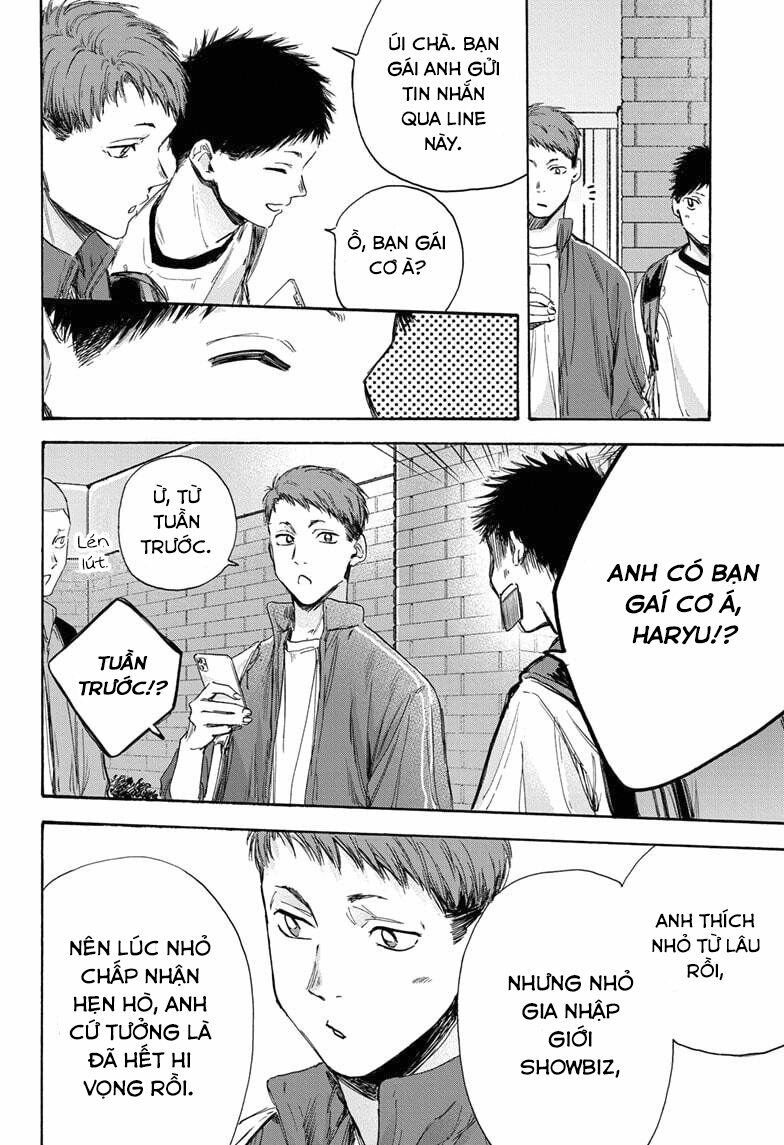 ÚI CHÀ. BẠN
GÁI ANH GỬI
TIN NHẮN
QUA LINE
NÀY.
Ồ, BẠN GÁI
CƠ À?
ANH CÓ BẠN
GAÍ CƠ Á,
HARYU!?
Ừ, TỪ
TUẦN
TRƯỚC.
Lén
lút.
TUẦN
TRƯỚC!?
ANH THÍCH
NHỎ TỪ LÂU
RỒI,
NHƯNG NHỎ
GIA NHẬP
GIỚI
SHOWBIZ,
NÊN LÚC NHỎ
CHẤP NHẬN
HẸN HÒ, ANH
CỨ TƯỞNG LÀ
ĐÃ HẾT HI
VỌNG RỒI.